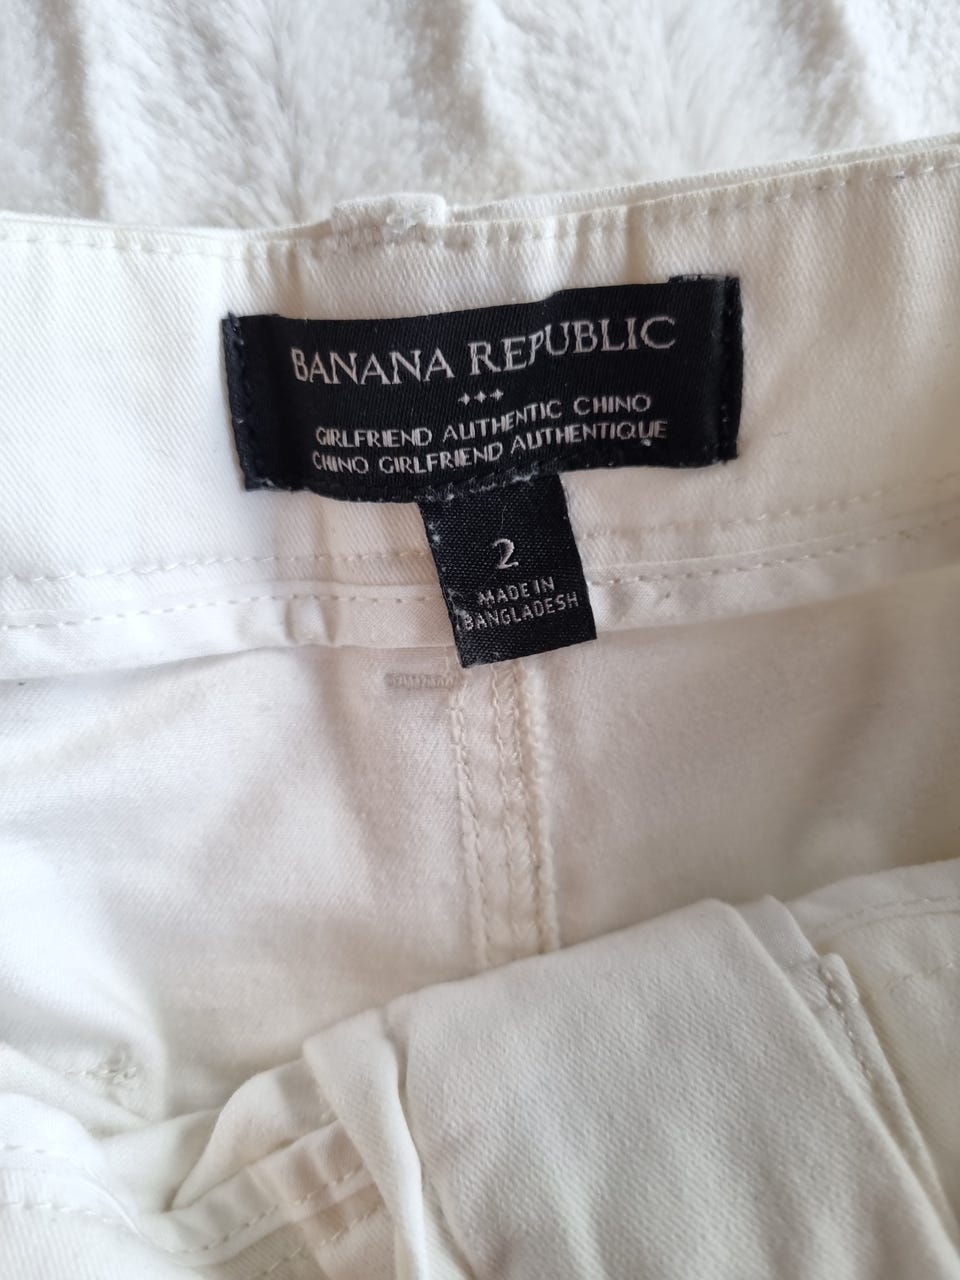 BANANA REPUBLIC
GIRLFRIEND AUTHENTIC CHINO
CHINO GIRLFRIEND AUTHENTIQUE
2
MADE IN
BANGLADESH